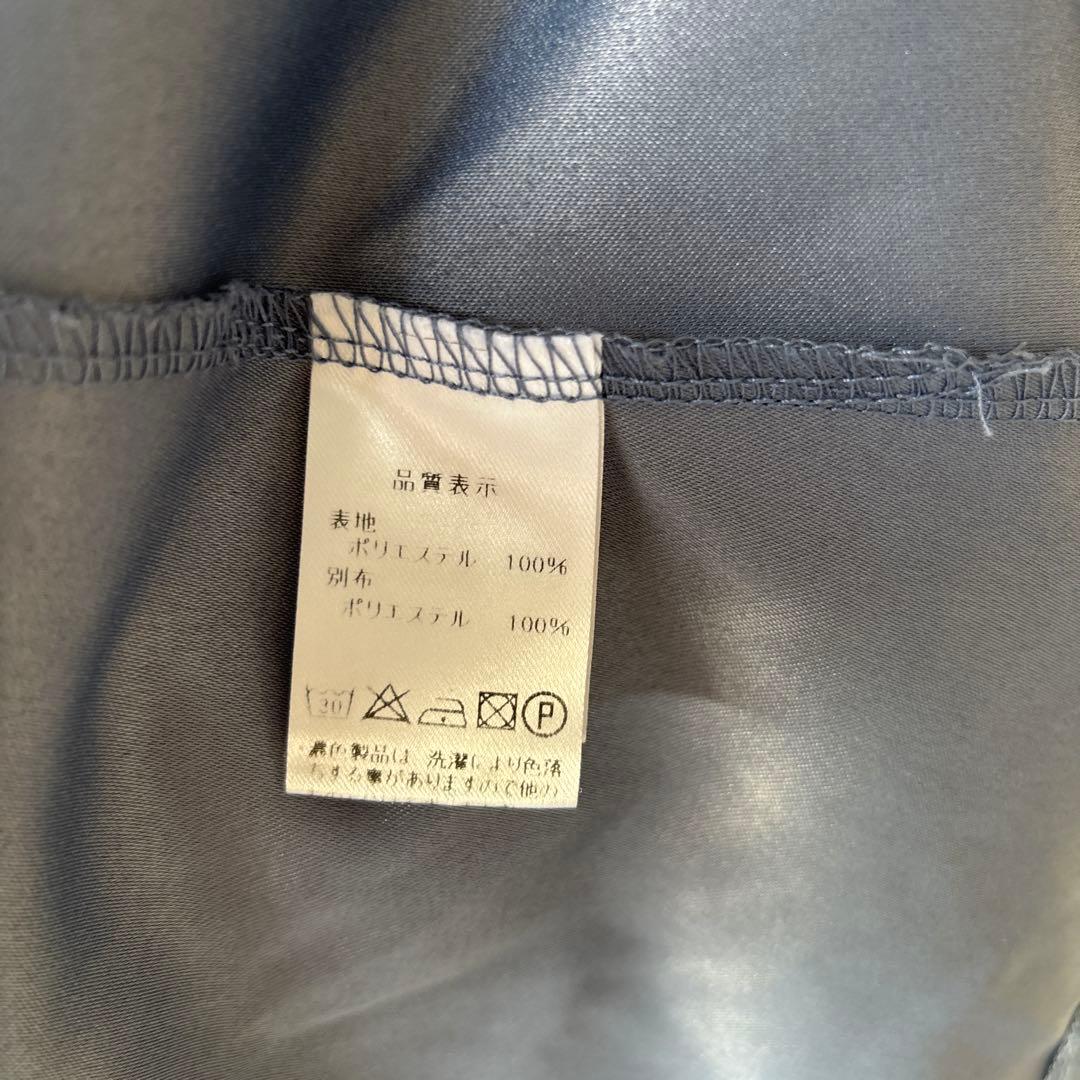 品質表示
表地
ポリエステル 100%
別布
ポリエステル 100%
30 P
濃色製品は 洗濯により色落
ちする事がありますので他の